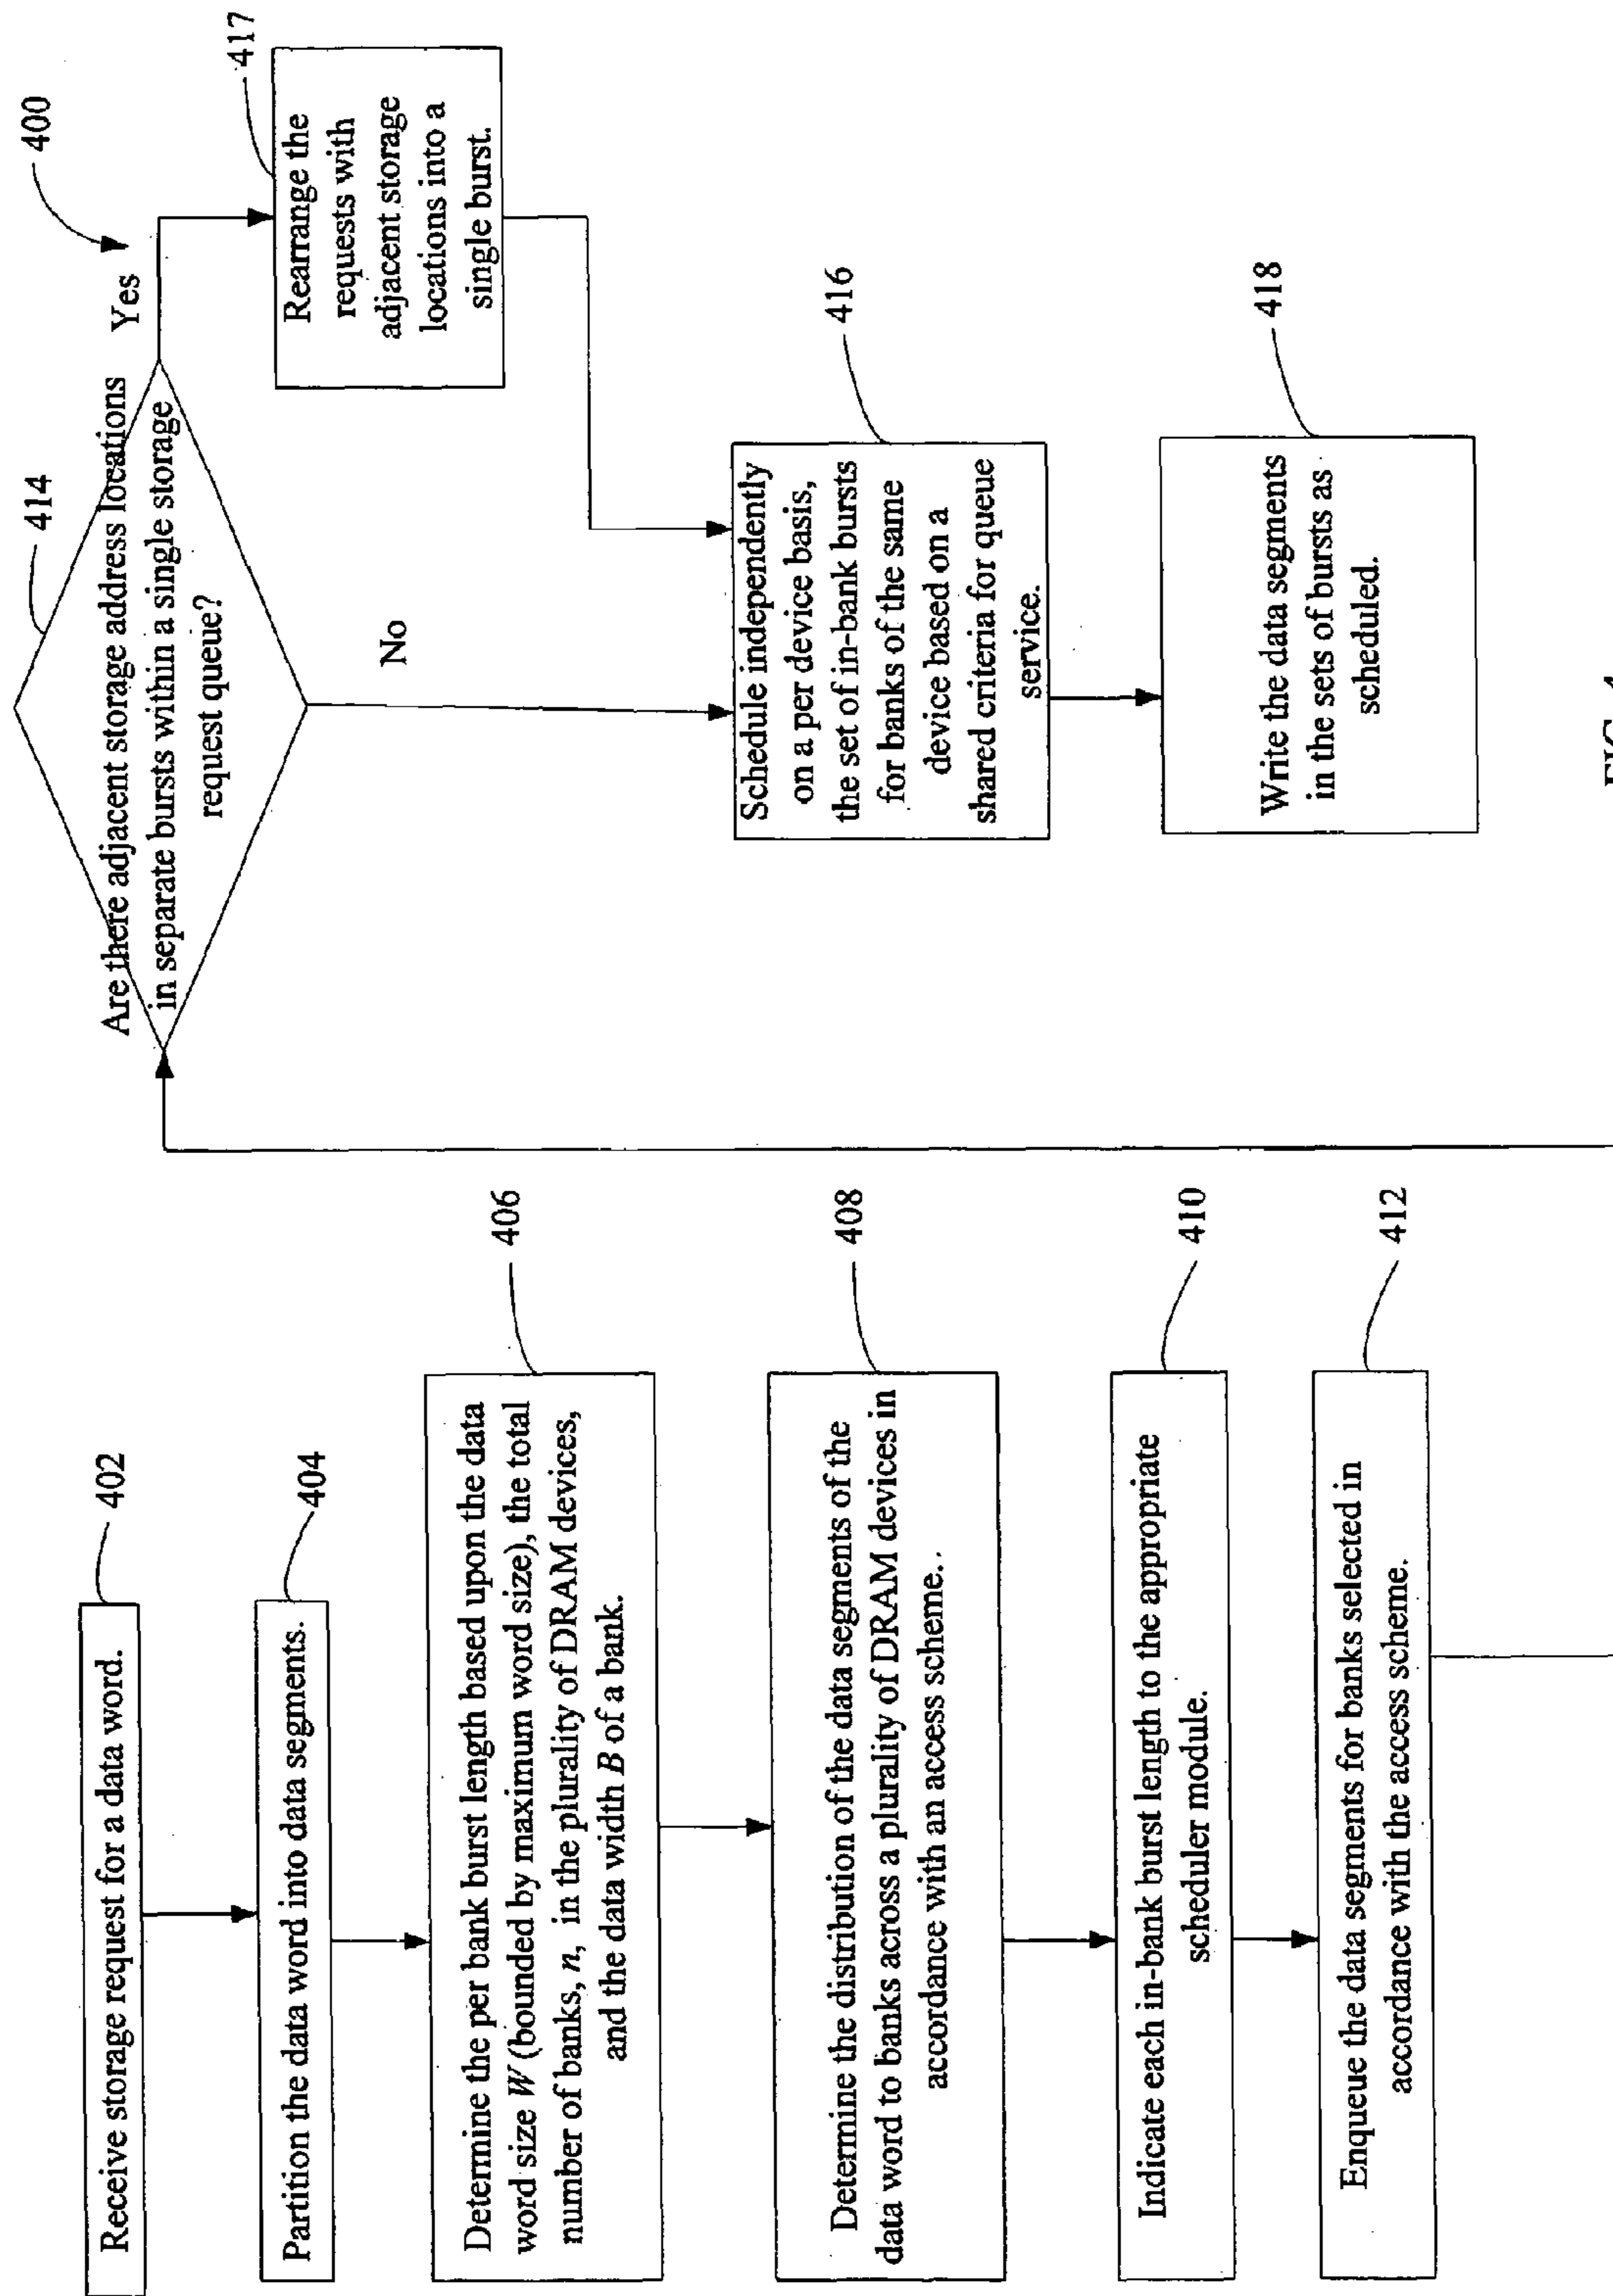 Receive storage request for a data word.
402
Partition the data word into data segments.
404
Determine the per bank burst length based upon the data
word size W (bounded by maximum word size), the total
number of banks, n, in the plurality of DRAM devices,
and the data width B of a bank.
406
Determine the distribution of the data segments of the
data word to banks across a plurality of DRAM devices in
accordance with an access scheme.
408
Indicate each in-bank burst length to the appropriate
scheduler module.
410
Enqueue the data segments for banks selected in
accordance with the access scheme.
412
400
414
Are there adjacent storage address locations
in separate bursts within a single storage
request queue?
Yes
No
417
Rearrange the
requests with
adjacent storage
locations into a
single burst.
416
Schedule independently
on a per device basis,
the set of in-bank bursts
for banks of the same
device based on a
shared criteria for queue
service.
418
Write the data segments
in the sets of bursts as
scheduled.